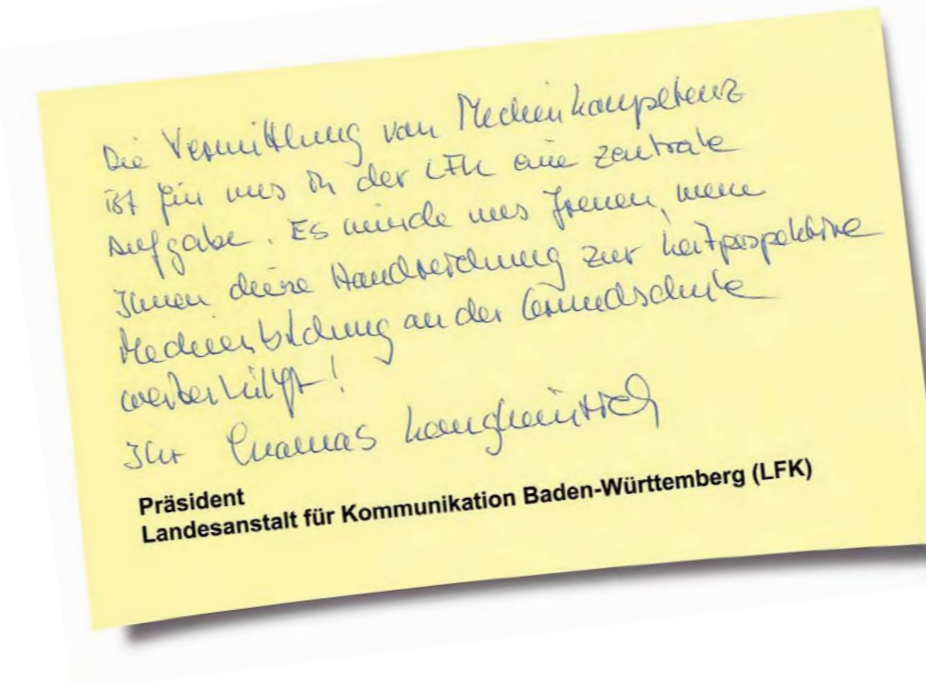 Die Vermittlung von Medienkompetenz
ist für uns in der LFK eine zentrale
Aufgabe. Es würde uns freuen, wenn
Ihnen diese Handreichung zur Leitperspektive
Medienbildung an der Grundschule
weiterhilft!
Ihr Thomas Langheinrich
Präsident
Landesanstalt für Kommunikation Baden-Württemberg (LFK)